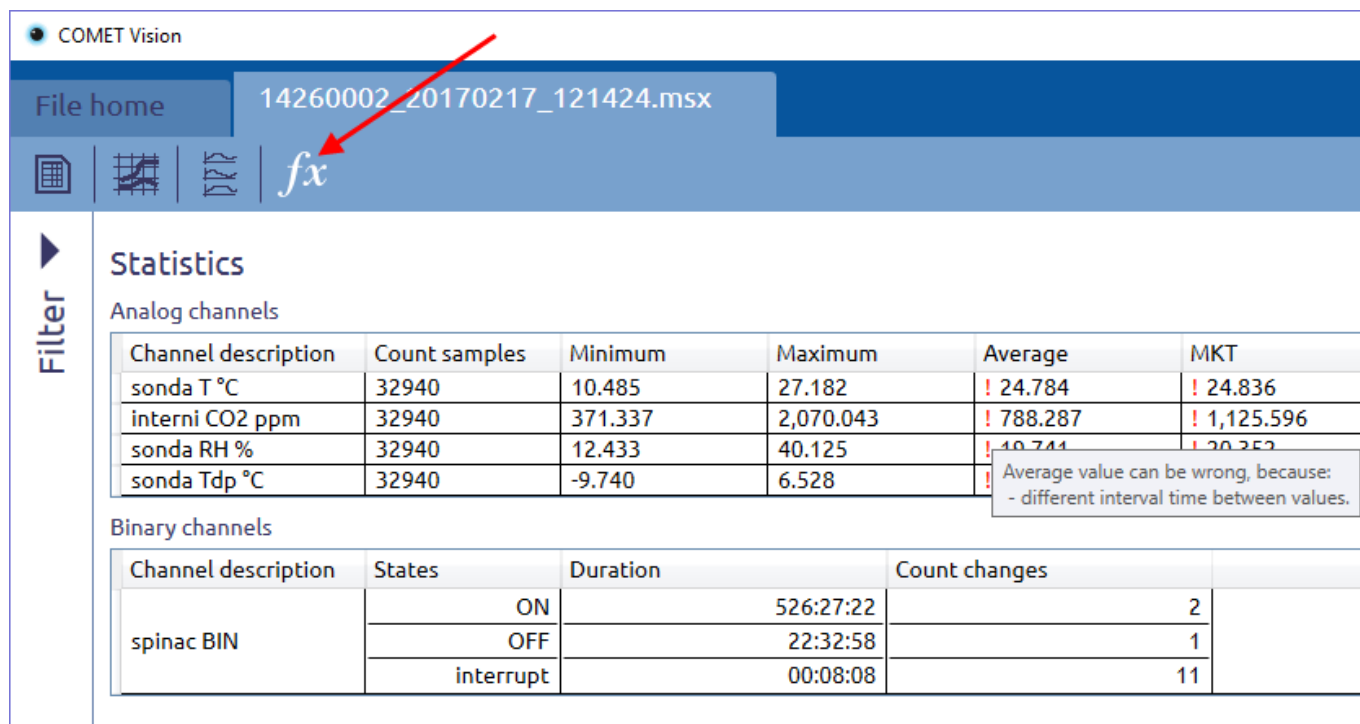 COMET Vision
File home 14260002_20170217_121424.msx
fx
Filter
Statistics
Analog channels
Channel description Count samples Minimum Maximum Average MKT
sonda T °C 32940 10.485 27.182 ! 24.784 ! 24.836
interni CO2 ppm 32940 371.337 2,070.043 ! 788.287 ! 1,125.596
sonda RH % 32940 12.433 40.125 ! 19.741 ! 20.352
sonda Tdp °C 32940 -9.740 6.528 !
Average value can be wrong, because:
- different interval time between values.
Binary channels
Channel description States Duration Count changes
spinac BIN
ON 526:27:22 2
OFF 22:32:58 1
interrupt 00:08:08 11